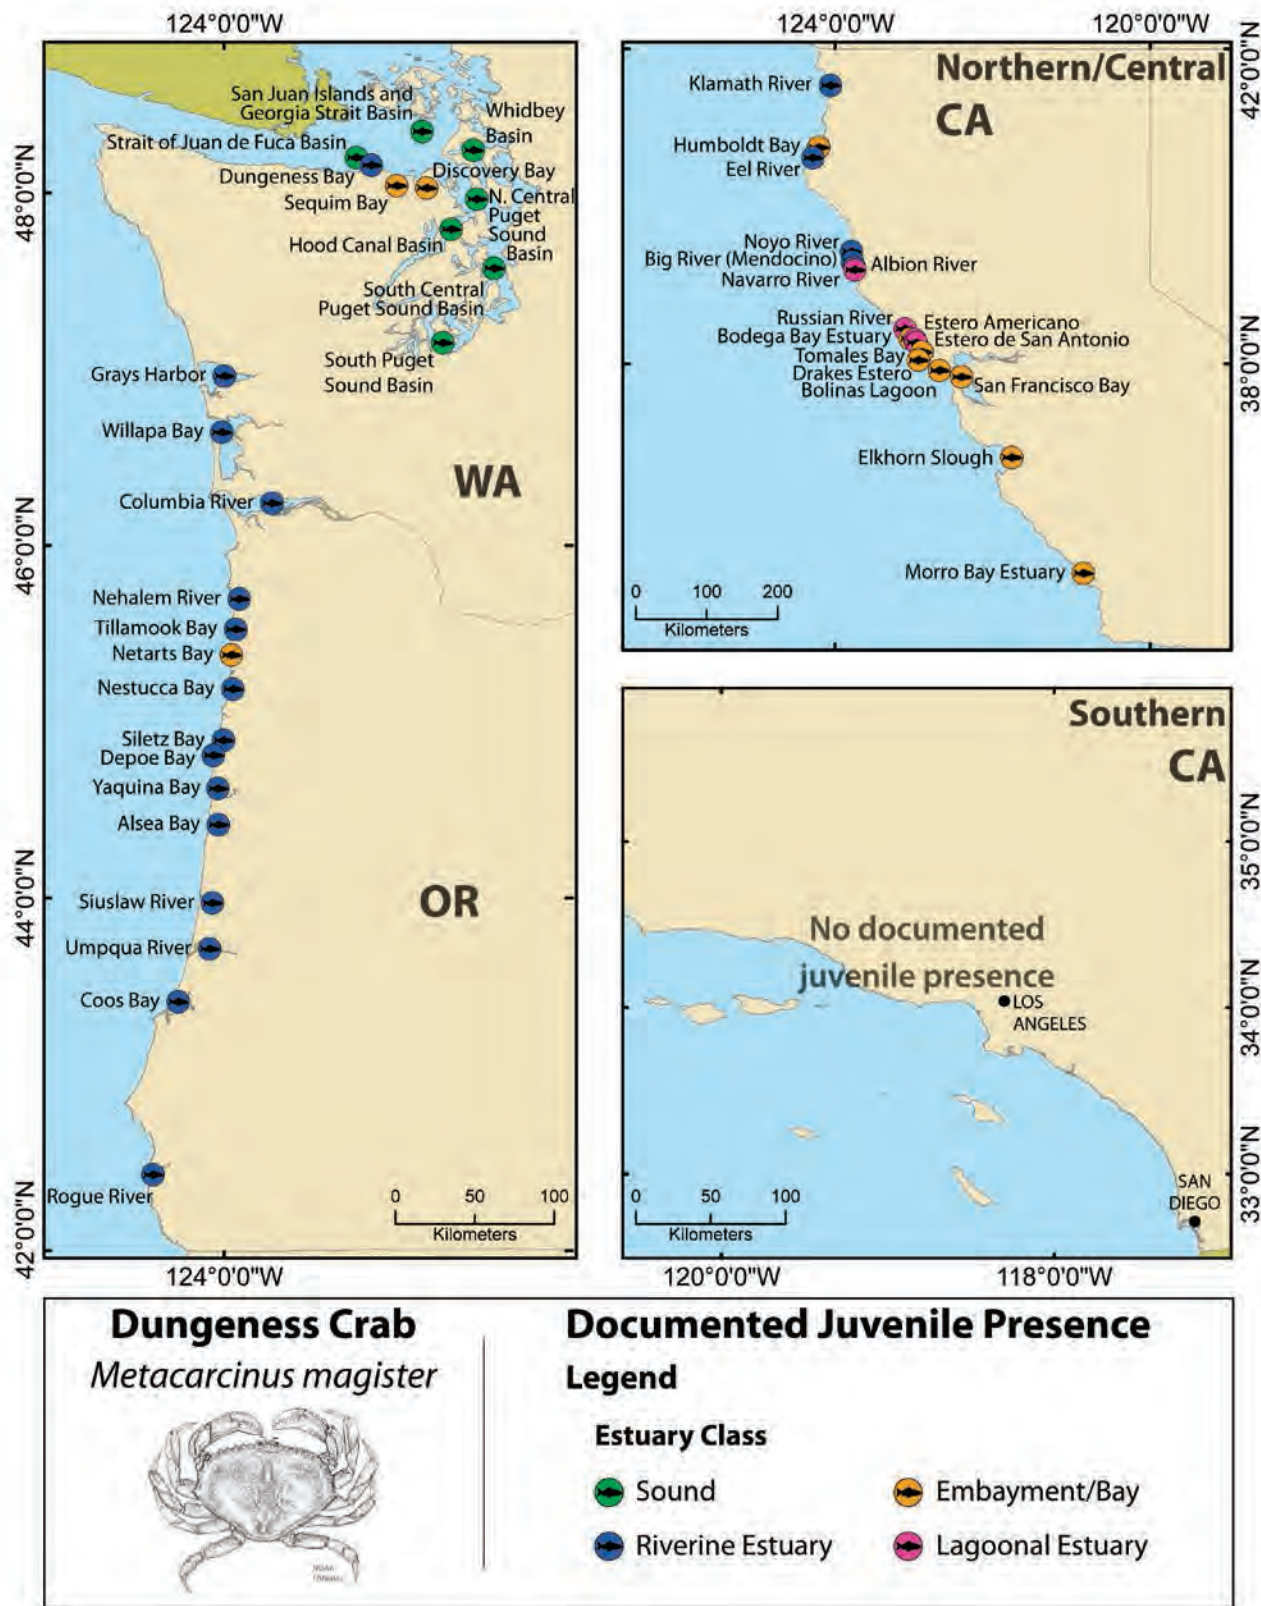 124°0'0"W
48°0'0"N
46°0'0"N
44°0'0"N
42°0'0"N
San Juan Islands and
Georgia Strait Basin
Whidbey
Basin
Strait of Juan de Fuca Basin
Dungeness Bay
Discovery Bay
Sequim Bay
N. Central
Puget
Sound
Basin
Hood Canal Basin
South Central
Puget Sound Basin
South Puget
Sound Basin
Grays Harbor
Willapa Bay
WA
Columbia River
Nehalem River
Tillamook Bay
Netarts Bay
Nestucca Bay
Siletz Bay
Depoe Bay
Yaquina Bay
Alsea Bay
OR
Siuslaw River
Umpqua River
Coos Bay
Rogue River
0 50 100
Kilometers
124°0'0"W
124°0'0"W 120°0'0"W
42°0'0"N
38°0'0"N
Northern/Central
CA
Klamath River
Humboldt Bay
Eel River
Noyo River
Big River (Mendocino)
Albion River
Navarro River
Russian River
Estero Americano
Bodega Bay Estuary
Estero de San Antonio
Tomales Bay
Drakes Estero
Bolinas Lagoon
San Francisco Bay
Elkhorn Slough
Morro Bay Estuary
0 100 200
Kilometers
Southern
CA
35°0'0"N
34°0'0"N
33°0'0"N
No documented
juvenile presence
LOS
ANGELES
SAN
DIEGO
0 50 100
Kilometers
120°0'0"W 118°0'0"W
Dungeness Crab
Metacarcinus magister
Documented Juvenile Presence
Legend
Estuary Class
Sound
Embayment/Bay
Riverine Estuary
Lagoonal Estuary